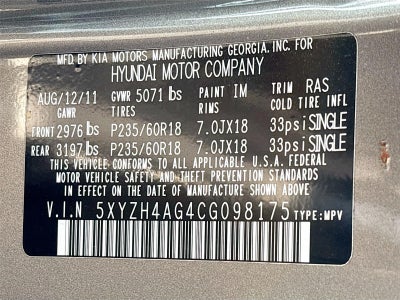 MFD BY KIA MOTORS MANUFACTURING GEORGIA, INC. FOR
HYUNDAI MOTOR COMPANY
AUG/12/11 GVWR 5071 lbs PAINT IM TRIM RAS
GAWR TIRES RIMS COLD TIRE INFL
FRONT 2976 lbs P235/60R18 7.0JX18 33psi SINGLE
REAR 3197 lbs P235/60R18 7.0JX18 33psi SINGLE
THIS VEHICLE CONFORMS TO ALL APPLICABLE U.S.A. FEDERAL
MOTOR VEHICLE SAFETY AND THEFT PREVENTION STANDARDS
IN EFFECT ON THE DATE OF MANUFACTURE SHOWN ABOVE.
V.I.N 5XYZH4AG4CG098175 TYPE:MPV